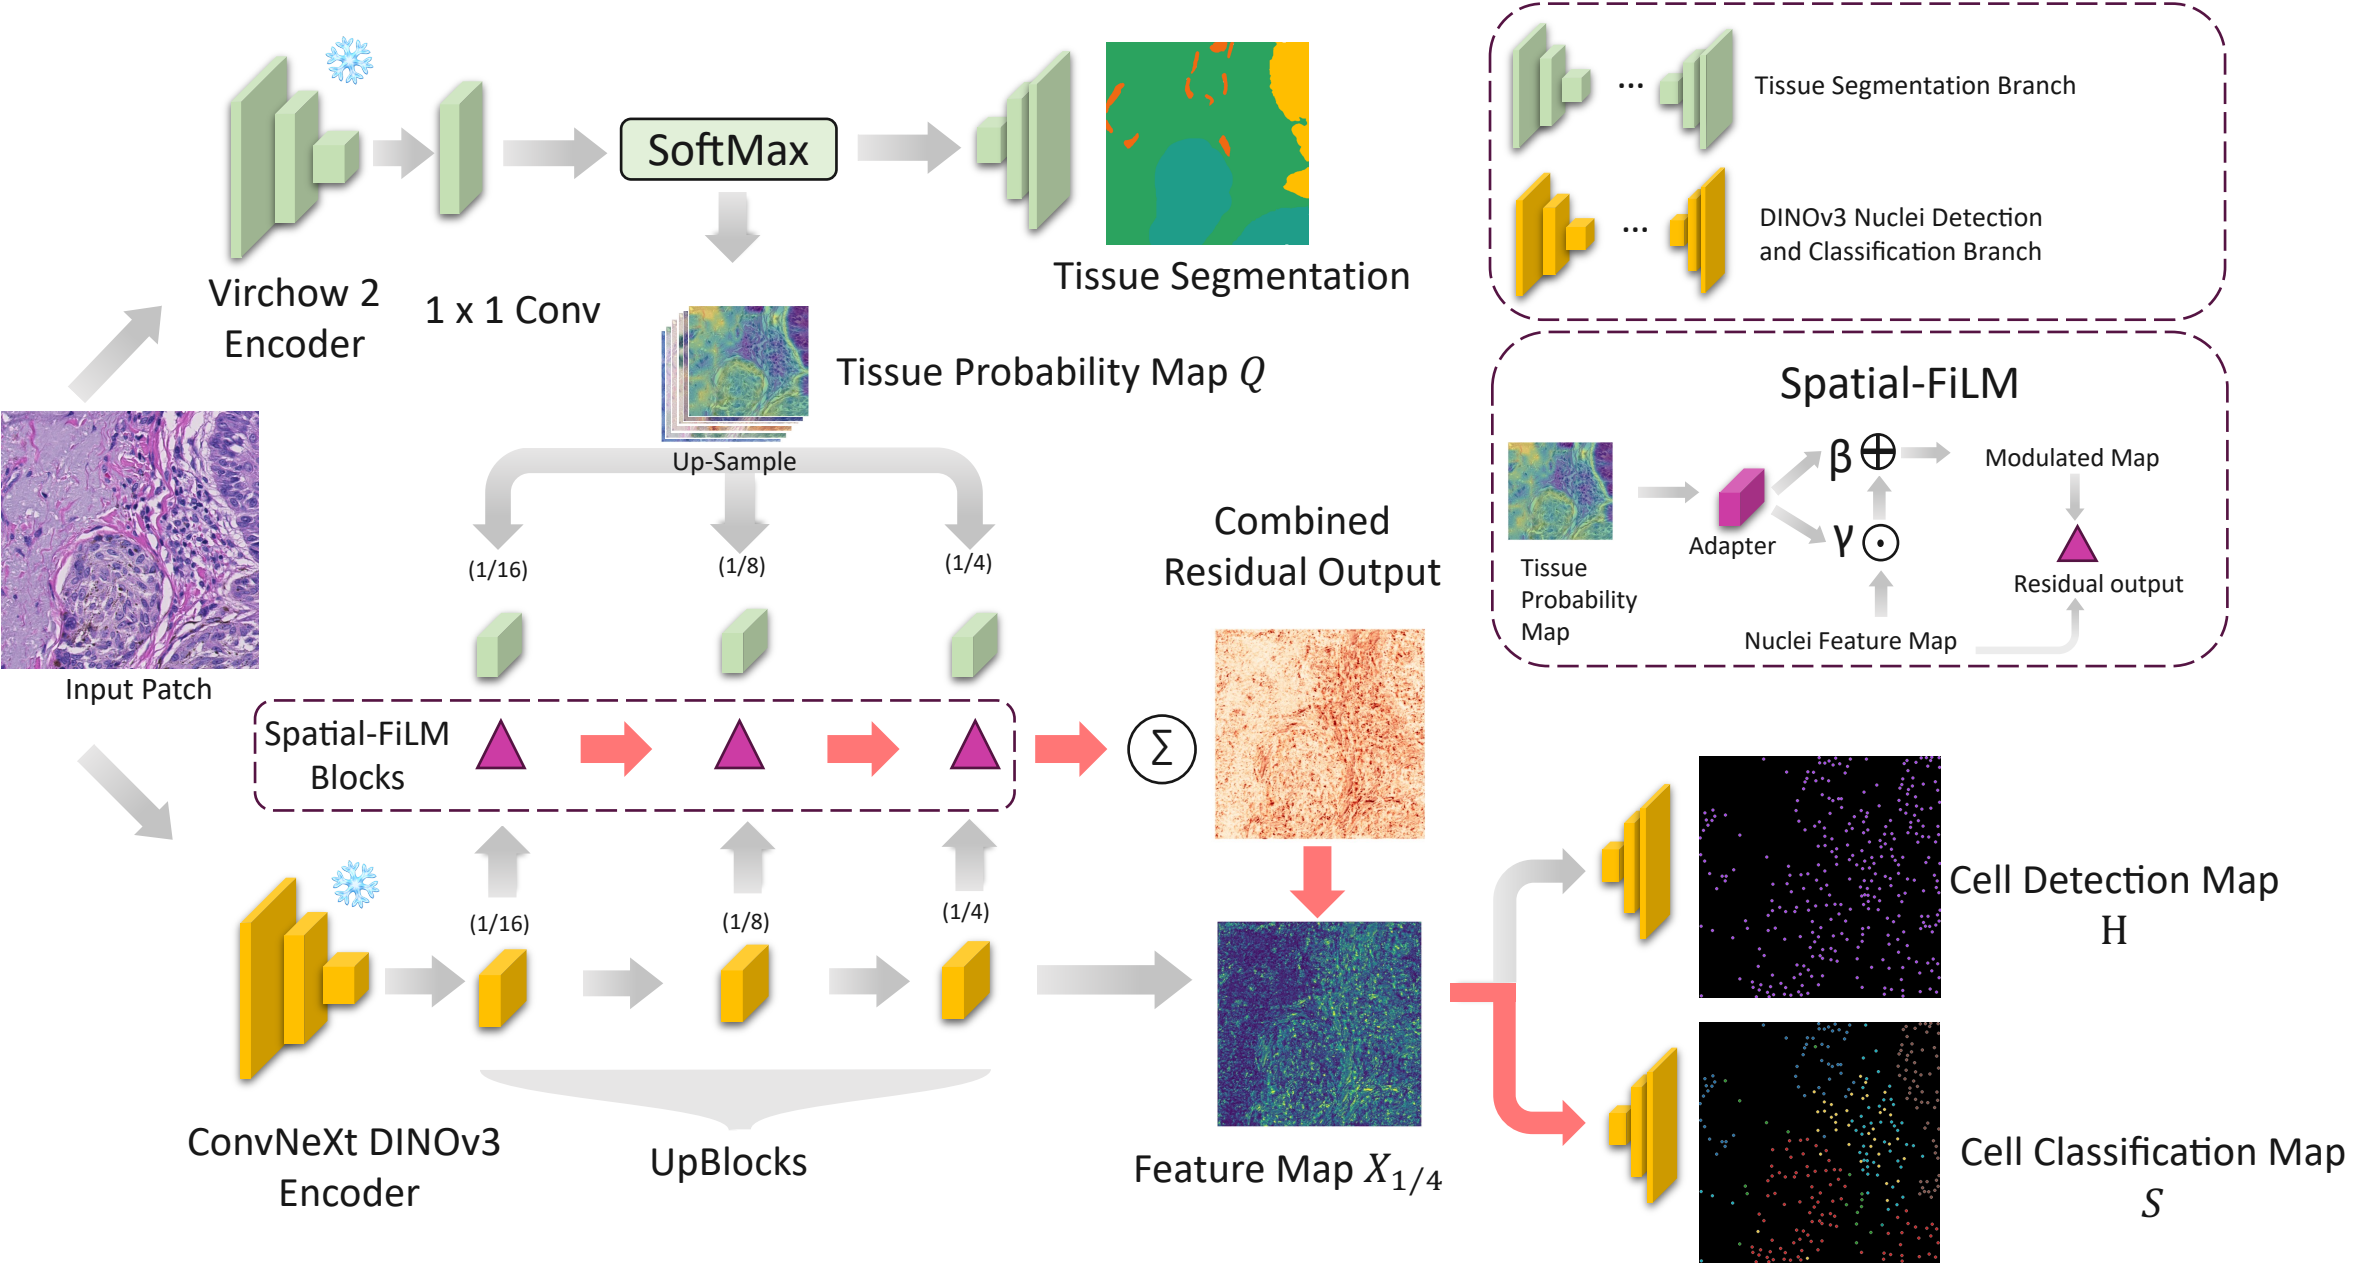 SoftMax
Virchow 2
Encoder
1 x 1 Conv
Tissue Segmentation
Tissue Probability Map Q
Up-Sample
(1/16)
(1/8)
(1/4)
Input Patch
Spatial-FiLM
Blocks
Σ
Combined
Residual Output
(1/16)
(1/8)
(1/4)
ConvNeXt DINOv3
Encoder
UpBlocks
Feature Map X1/4
Cell Detection Map
H
Cell Classification Map
S
...
Tissue Segmentation Branch
...
DINOv3 Nuclei Detection
and Classification Branch
Spatial-FiLM
β
Modulated Map
Adapter
γ
Tissue
Probability
Map
Residual output
Nuclei Feature Map